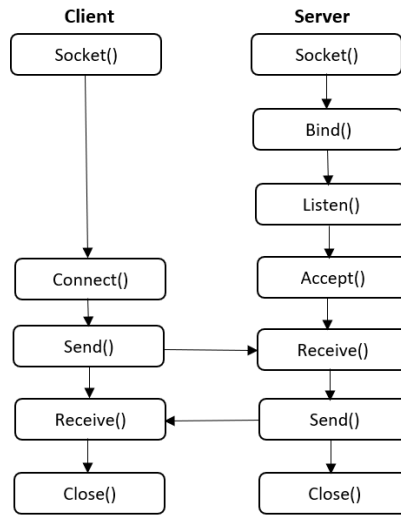 Client
Server
Socket()
Socket()
Bind()
Listen()
Connect()
Accept()
Send()
Receive()
Receive()
Send()
Close()
Close()